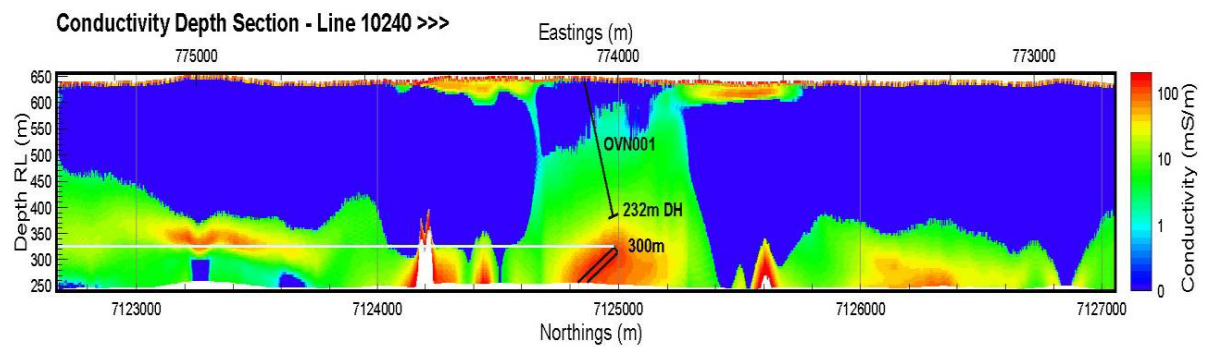 Conductivity Depth Section - Line 10240 >>>
Eastings (m)
775000 774000 773000
650
600
550
500
450
400
350
300
250
Depth RL (m)
OVN001
232m DH
300m
100
10
1
0
Conductivity (mS/m)
7123000 7124000 7125000 7126000 7127000
Northings (m)